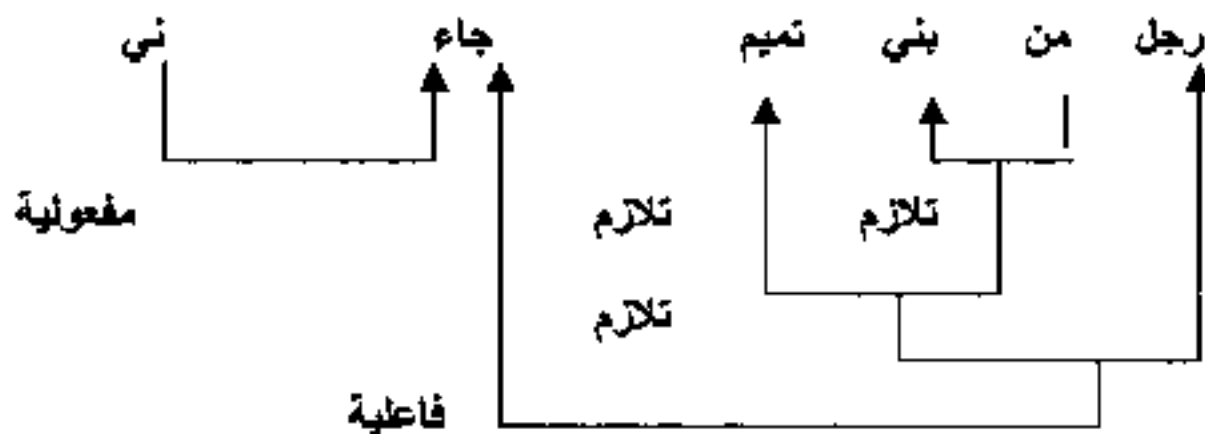 رجل من بني تميم جاء ني
تلازم تلازم مفعولية
تلازم
فاعلية